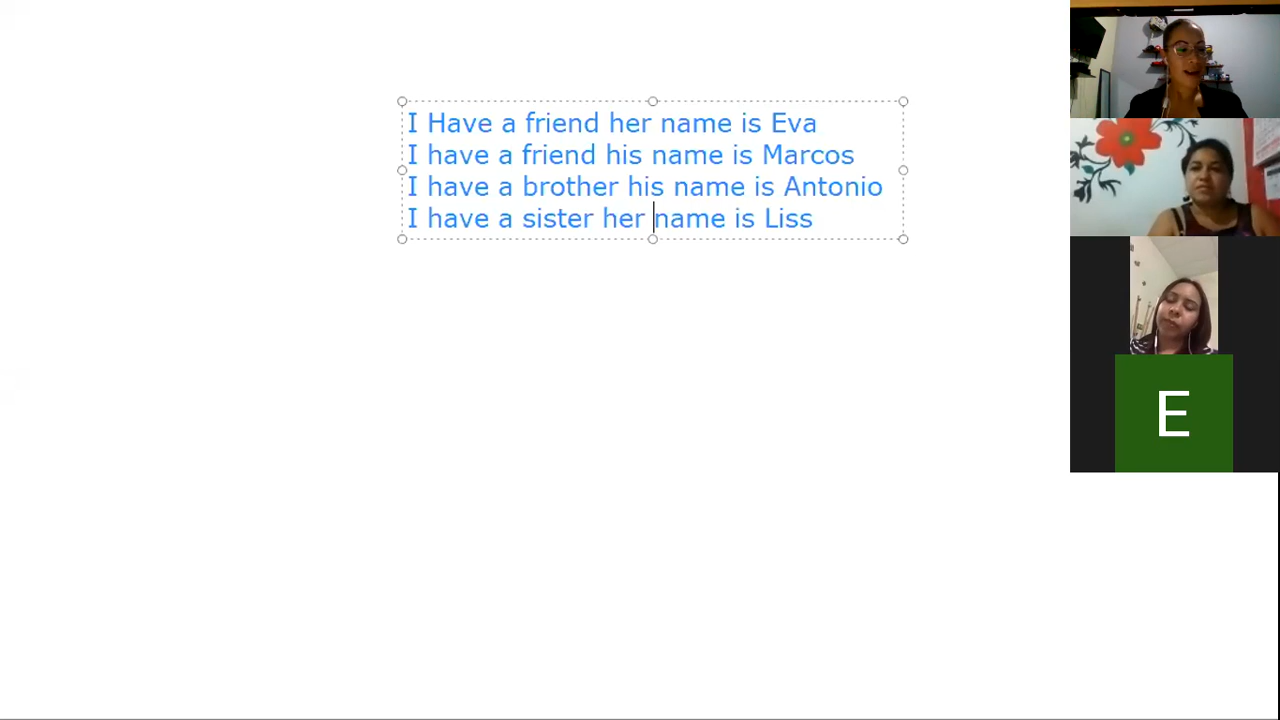 I Have a friend her name is Eva
I have a friend his name is Marcos
I have a brother his name is Antonio
I have a sister her name is Liss
E